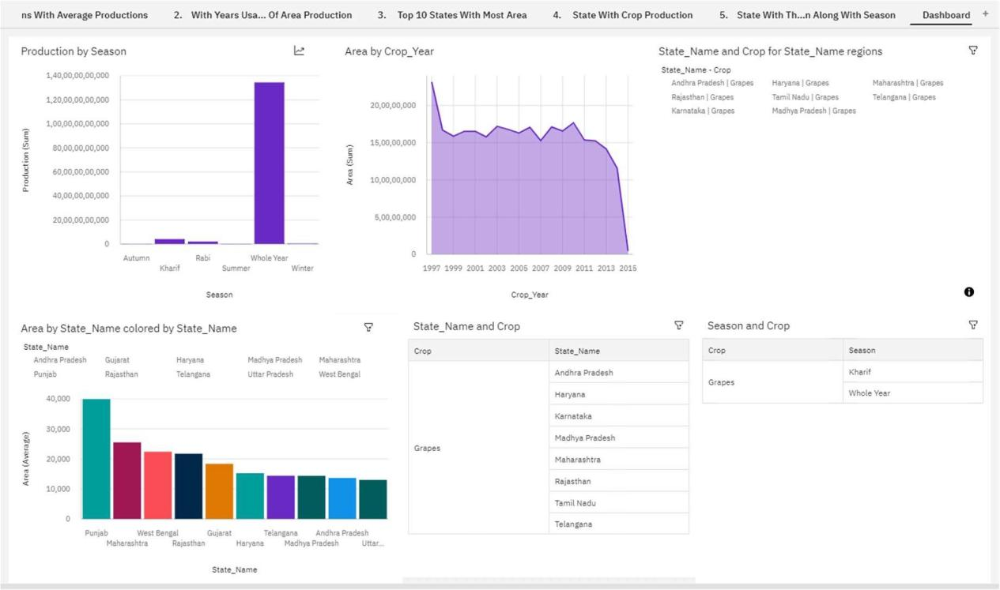 ns With Average Productions 2. With Years Usa... Of Area Production 3. Top 10 States With Most Area 4. State With Crop Production 5. State With Th...n Along With Season Dashboard +
Production by Season
1,40,00,00,00,000
1,20,00,00,00,000
1,00,00,00,00,000
80,00,00,00,000
60,00,00,00,000
40,00,00,00,000
20,00,00,00,000
0
Production (Sum)
Autumn Kharif Rabi Summer Whole Year Winter
Season
Area by Crop_Year
20,00,00,000
15,00,00,000
10,00,00,000
5,00,00,000
0
Area (Sum)
1997 1999 2001 2003 2005 2007 2009 2011 2013 2015
Crop_Year
State_Name and Crop for State_Name regions
State_Name - Crop
Andhra Pradesh | Grapes Haryana | Grapes Maharashtra | Grapes
Rajasthan | Grapes Tamil Nadu | Grapes Telangana | Grapes
Karnataka | Grapes Madhya Pradesh | Grapes
Area by State_Name colored by State_Name
State_Name
Andhra Pradesh Gujarat Haryana Madhya Pradesh Maharashtra
Punjab Rajasthan Telangana Uttar Pradesh West Bengal
40,000
30,000
20,000
10,000
0
Area (Average)
Punjab Maharashtra West Bengal Rajasthan Gujarat Haryana Telangana Madhya Pradesh Andhra Pradesh Uttar...
State_Name
State_Name and Crop
Crop State_Name
Grapes
Andhra Pradesh
Haryana
Karnataka
Madhya Pradesh
Maharashtra
Rajasthan
Tamil Nadu
Telangana
Season and Crop
Crop Season
Grapes
Kharif
Whole Year